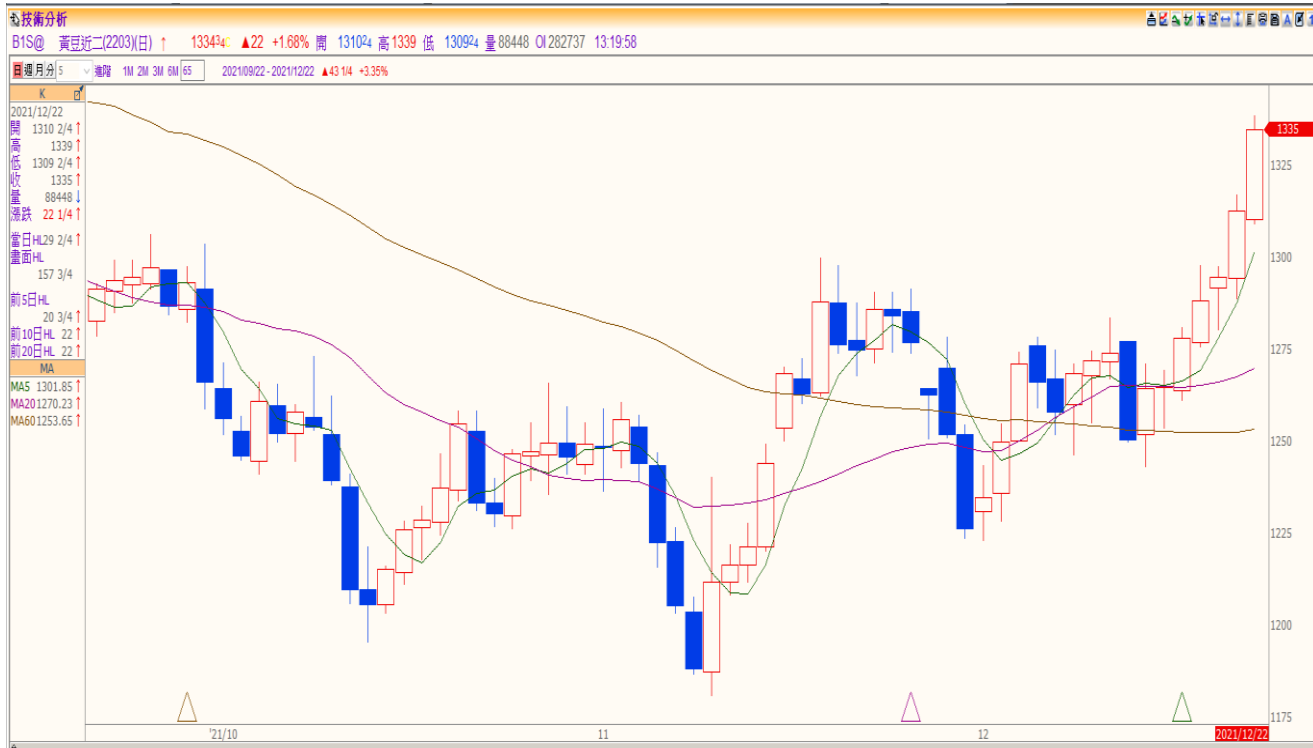 技術分析
B1S@ 黃豆近二(2203)(日) ↑ 1334 3/4 ▲22 +1.68% 開 1310 2/4 高 1339 低 1309 2/4 量 88448 OI 282737 13:19:58
日 週 月 分 5 進階 1M 2M 3M 6M 65 2021/09/22 - 2021/12/22 ▲43 1/4 +3.35%
K
2021/12/22
開 1310 2/4 ↑
高 1339 ↑
低 1309 2/4 ↑
收 1335 ↑
量 88448 ↓
漲跌 22 1/4 ↑
當日HL 29 2/4 ↑
畫面HL
157 3/4
前5日HL
20 3/4 ↑
前10日HL 22 ↑
前20日HL 22 ↑
MA
MA5 1301.85 ↑
MA20 1270.23 ↑
MA60 1253.65 ↑
1335
1325
1300
1275
1250
1225
1200
1175
'21/10 11 12 2021/12/22